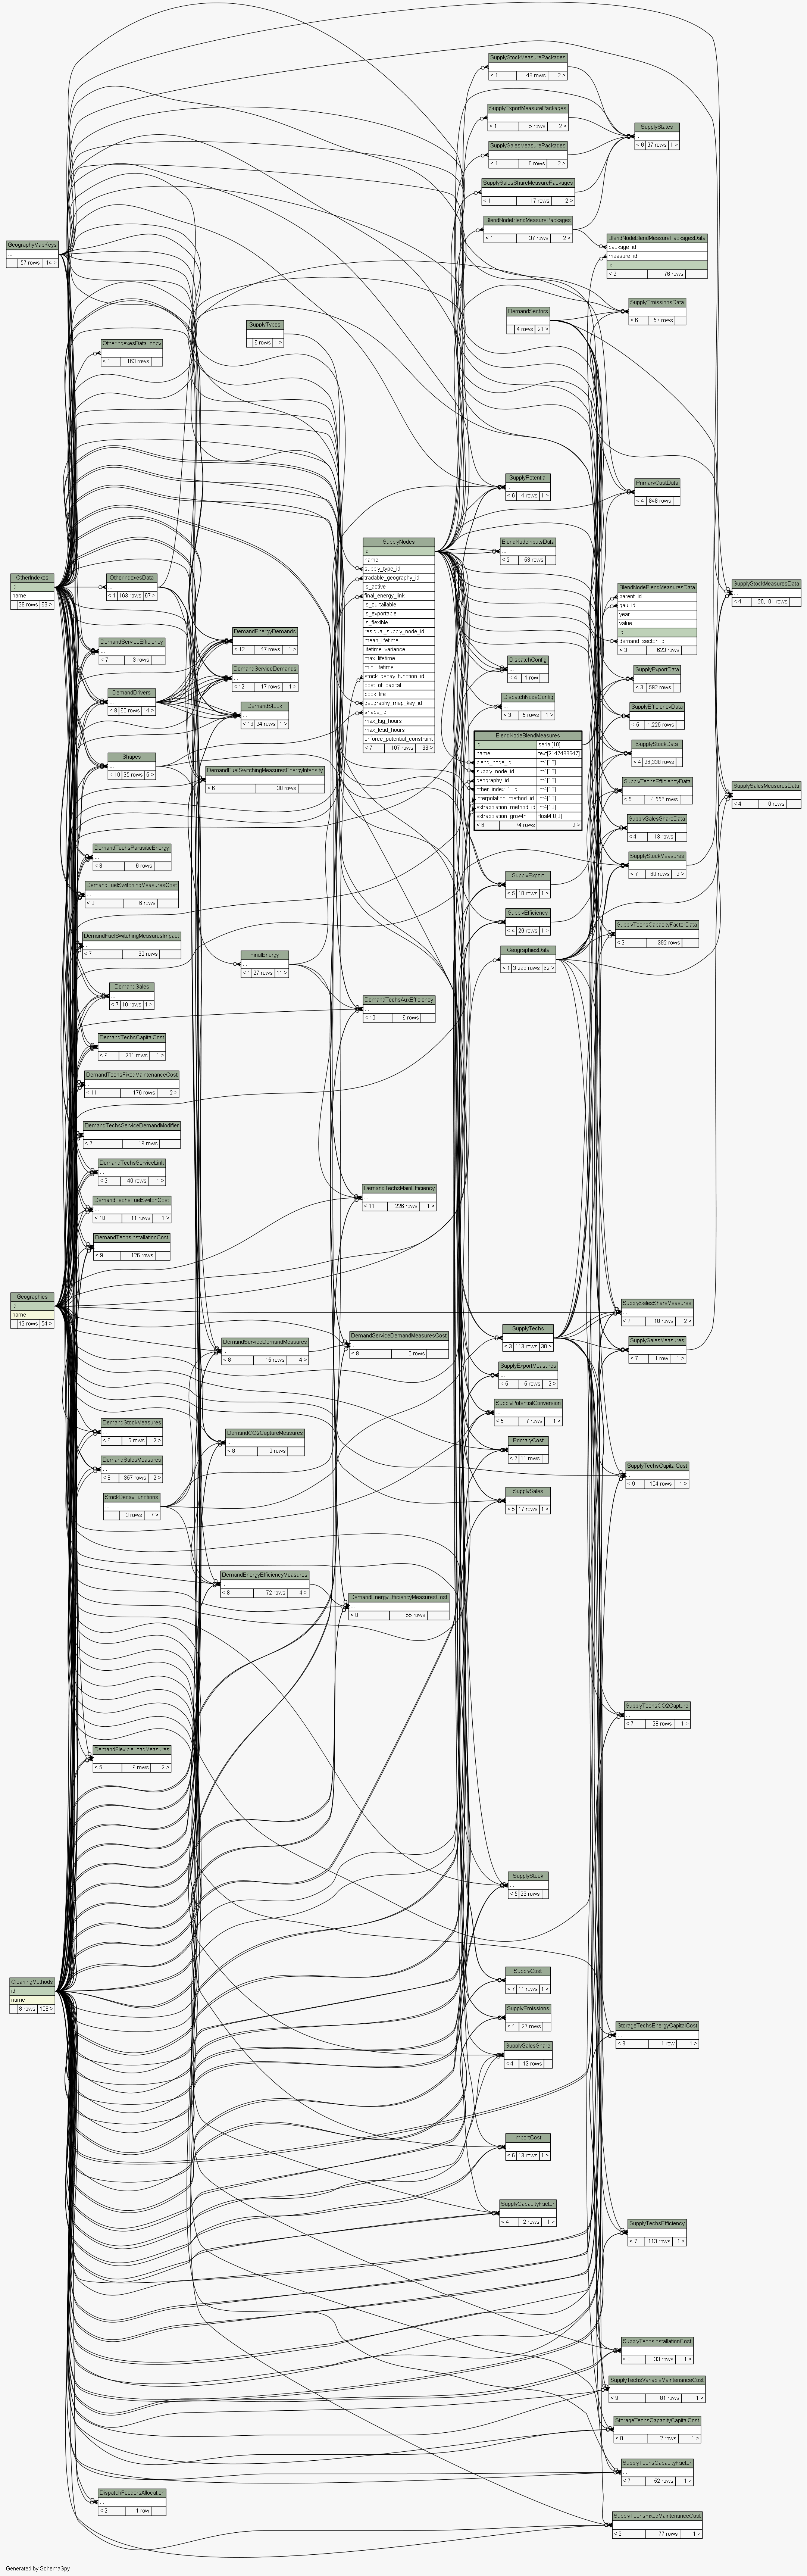 SupplyStockMeasurePackages
...
< 1 48 rows 2 >
SupplyExportMeasurePackages
...
< 1 5 rows 2 >
SupplyStates
...
< 6 97 rows 1 >
SupplySalesMeasurePackages
...
< 1 0 rows 2 >
SupplySalesShareMeasurePackages
...
< 1 17 rows 2 >
BlendNodeBlendMeasurePackages
...
< 1 37 rows 2 >
BlendNodeBlendMeasurePackagesData
package_id
measure_id
id
< 2 76 rows
GeographyMapKeys
...
57 rows 14 >
SupplyEmissionsData
...
< 6 57 rows
DemandSectors
...
4 rows 21 >
SupplyTypes
...
6 rows 1 >
OtherIndexesData_copy
...
< 1 163 rows
SupplyPotential
...
< 6 14 rows 1 >
PrimaryCostData
...
< 4 848 rows
SupplyNodes
id
name
supply_type_id
tradable_geography_id
is_active
final_energy_link
is_curtailable
is_exportable
is_flexible
residual_supply_node_id
mean_lifetime
lifetime_variance
max_lifetime
min_lifetime
stock_decay_function_id
cost_of_capital
book_life
geography_map_key_id
shape_id
max_lag_hours
max_lead_hours
enforce_potential_constraint
< 7 107 rows 38 >
BlendNodeInputsData
...
< 2 53 rows
OtherIndexes
id
name
29 rows 83 >
OtherIndexesData
...
< 1 163 rows 67 >
SupplyStockMeasuresData
...
< 4 20,101 rows
BlendNodeBlendMeasuresData
parent_id
gau_id
year
value
id
demand_sector_id
< 3 623 rows
DemandEnergyDemands
...
< 12 47 rows 1 >
DemandServiceEfficiency
...
< 7 3 rows
DispatchConfig
...
< 4 1 row
DemandServiceDemands
...
< 12 17 rows 1 >
SupplyExportData
...
< 3 592 rows
DemandDrivers
...
< 8 60 rows 14 >
DispatchNodeConfig
...
< 3 5 rows 1 >
DemandStock
...
< 13 24 rows 1 >
SupplyEfficiencyData
...
< 5 1,225 rows
BlendNodeBlendMeasures
id serial[10]
name text[2147483647]
blend_node_id int4[10]
supply_node_id int4[10]
geography_id int4[10]
other_index_1_id int4[10]
interpolation_method_id int4[10]
extrapolation_method_id int4[10]
extrapolation_growth float4[8,8]
< 6 74 rows 2 >
SupplyStockData
...
< 4 26,338 rows
Shapes
...
< 10 35 rows 5 >
DemandFuelSwitchingMeasuresEnergyIntensity
...
< 6 30 rows
SupplyTechsEfficiencyData
...
< 5 4,556 rows
SupplySalesMeasuresData
...
< 4 0 rows
SupplySalesShareData
...
< 4 13 rows
DemandTechsParasiticEnergy
...
< 8 6 rows
SupplyStockMeasures
...
< 7 60 rows 2 >
DemandFuelSwitchingMeasuresCost
...
< 8 6 rows
SupplyExport
...
< 5 10 rows 1 >
SupplyEfficiency
...
< 4 29 rows 1 >
SupplyTechsCapacityFactorData
...
< 3 392 rows
DemandFuelSwitchingMeasuresImpact
...
< 7 30 rows
GeographiesData
...
< 1 3,293 rows 62 >
FinalEnergy
...
< 1 27 rows 11 >
DemandSales
...
< 7 10 rows 1 >
DemandTechsAuxEfficiency
...
< 10 6 rows
DemandTechsCapitalCost
...
< 9 231 rows 1 >
DemandTechsFixedMaintenanceCost
...
< 11 176 rows 2 >
DemandTechsServiceDemandModifier
...
< 7 19 rows
DemandTechsServiceLink
...
< 8 40 rows 1 >
DemandTechsMainEfficiency
...
< 11 226 rows 1 >
DemandTechsFuelSwitchCost
...
< 10 11 rows 1 >
DemandTechsInstallationCost
...
< 9 126 rows
Geographies
id
name
12 rows 54 >
SupplySalesShareMeasures
...
< 7 18 rows 2 >
SupplyTechs
...
< 3 113 rows 30 >
DemandServiceDemandMeasures
...
< 8 15 rows 4 >
DemandServiceDemandMeasuresCost
...
< 8 0 rows
SupplySalesMeasures
...
< 7 1 row 1 >
SupplyExportMeasures
...
< 5 5 rows 2 >
SupplyPotentialConversion
...
< 5 7 rows 1 >
DemandStockMeasures
...
< 8 5 rows 2 >
DemandCO2CaptureMeasures
...
< 8 0 rows
PrimaryCost
...
< 7 11 rows
DemandSalesMeasures
...
< 8 357 rows 2 >
SupplyTechsCapitalCost
...
< 9 104 rows 1 >
StockDecayFunctions
...
3 rows 7 >
SupplySales
...
< 5 17 rows 1 >
DemandEnergyEfficiencyMeasures
...
< 8 72 rows 4 >
DemandEnergyEfficiencyMeasuresCost
...
< 8 55 rows
SupplyTechsCO2Capture
...
< 7 28 rows 1 >
DemandFlexibleLoadMeasures
...
< 5 9 rows 2 >
SupplyStock
...
< 5 23 rows
CleaningMethods
id
name
8 rows 108 >
SupplyCost
...
< 7 11 rows 1 >
SupplyEmissions
...
< 4 27 rows
StorageTechsEnergyCapitalCost
...
< 8 1 row 1 >
SupplySalesShare
...
< 4 13 rows
ImportCost
...
< 6 13 rows 1 >
SupplyCapacityFactor
...
< 4 2 rows 1 >
SupplyTechsEfficiency
...
< 7 113 rows 1 >
SupplyTechsInstallationCost
...
< 8 33 rows 1 >
SupplyTechsVariableMaintenanceCost
...
< 9 81 rows 1 >
StorageTechsCapacityCapitalCost
...
< 8 2 rows 1 >
SupplyTechsCapacityFactor
...
< 7 52 rows 1 >
DispatchFeedersAllocation
...
< 2 1 row
SupplyTechsFixedMaintenanceCost
...
< 8 77 rows 1 >
Generated by SchemaSpy